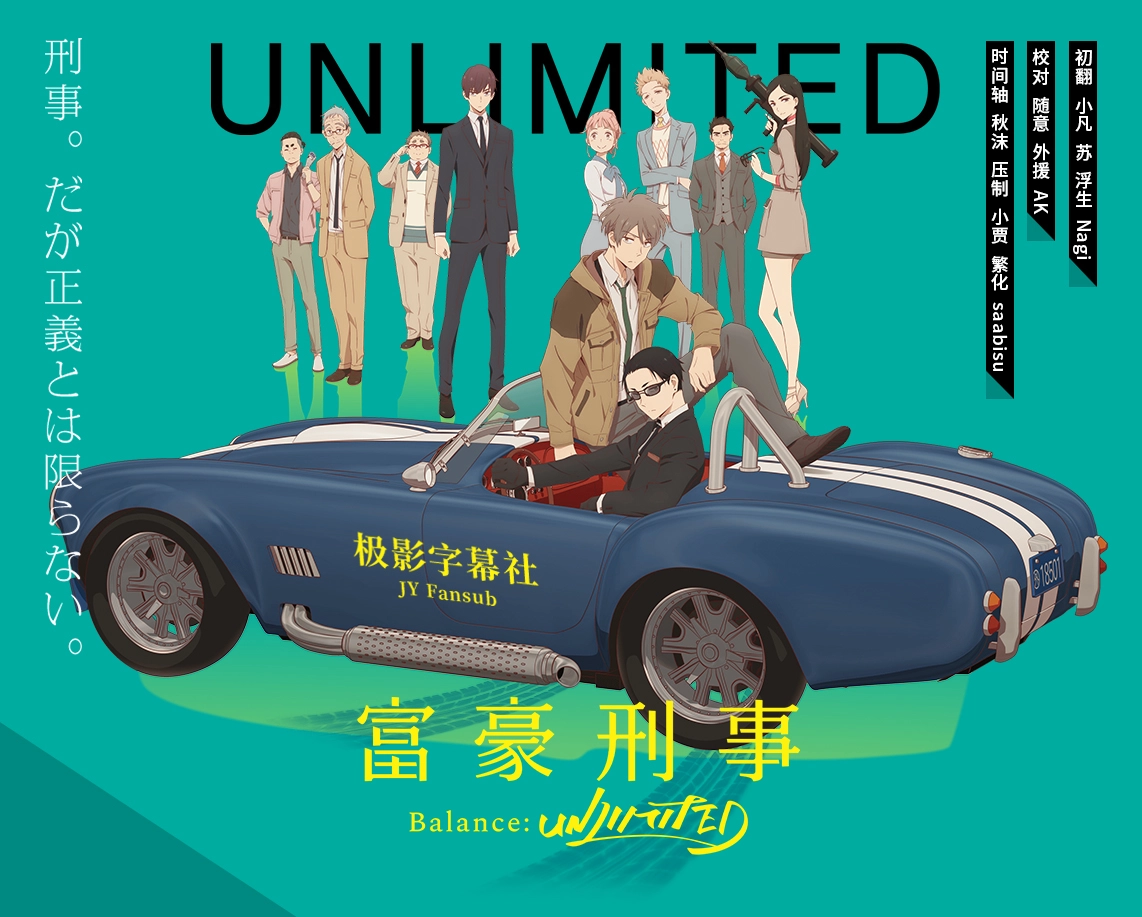 UNLIMITED
初翻 小凡 苏 浮生 Nagi
校对 随意 外援 AK
时间轴 秋沫 压制 小贾 繁化 saabisu
刑事。だが正義とは限らない。
18501
极影字幕社
JY Fansub
富豪刑事
Balance: UNLIMITED